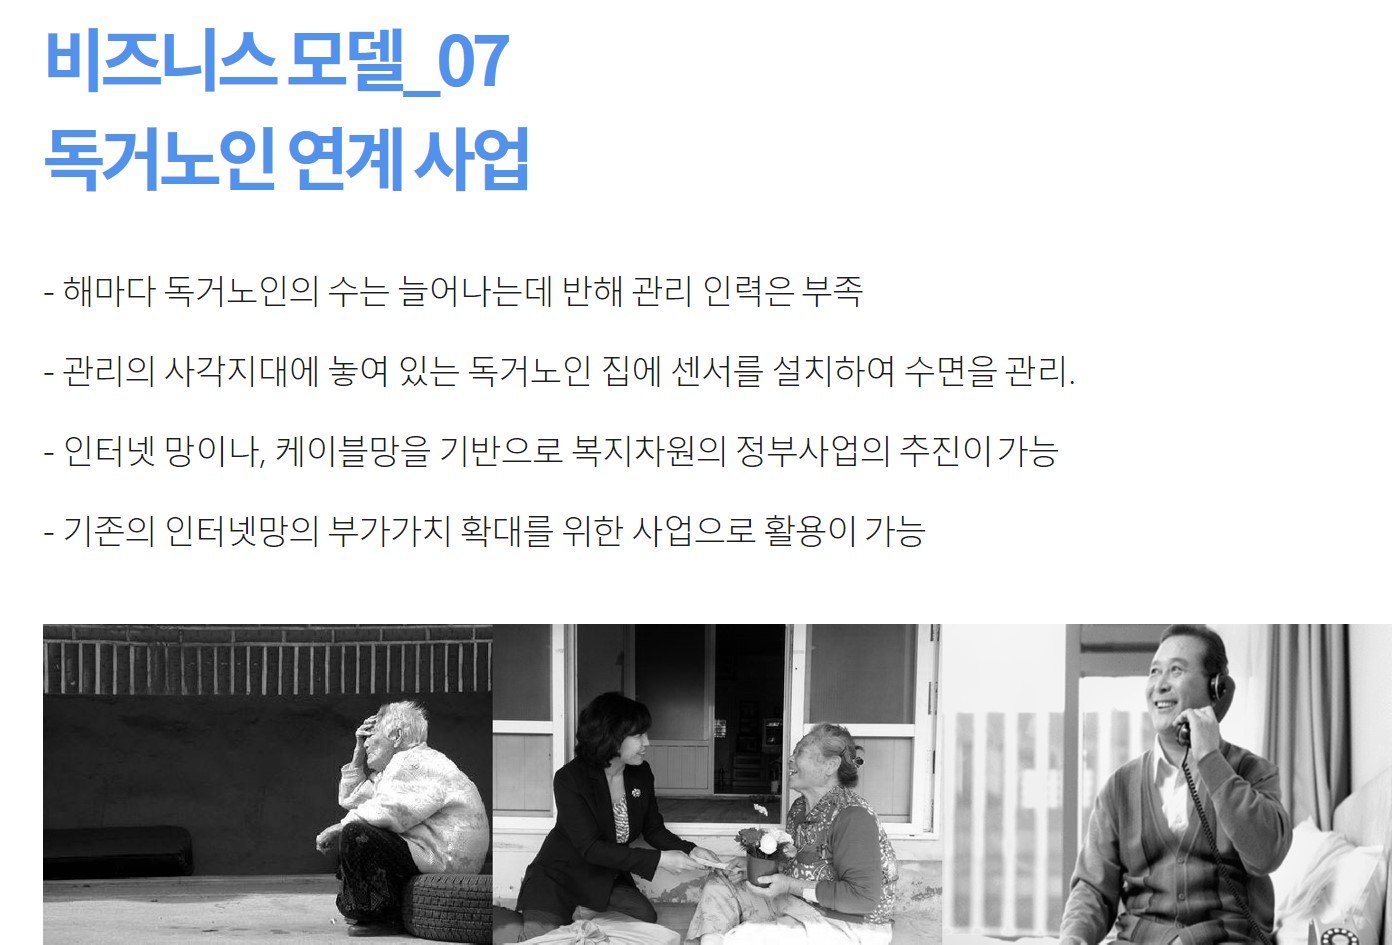 비즈니스 모델_07
독거노인 연계 사업
- 해마다 독거노인의 수는 늘어나는데 반해 관리 인력은 부족
- 관리의 사각지대에 놓여 있는 독거노인 집에 센서를 설치하여 수면을 관리.
- 인터넷 망이나, 케이블망을 기반으로 복지차원의 정부사업의 추진이 가능
- 기존의 인터넷망의 부가가치 확대를 위한 사업으로 활용이 가능